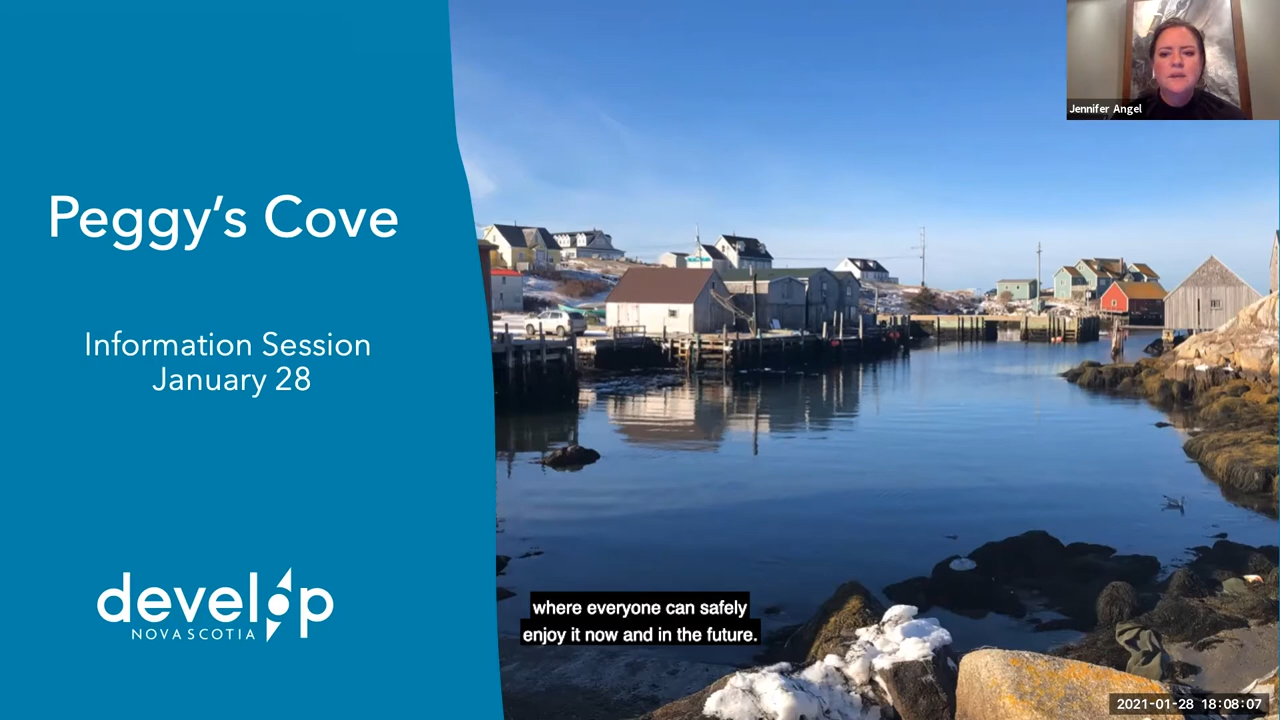 Jennifer Angel
Peggy's Cove
Information Session
January 28
develop
NOVA SCOTIA
where everyone can safely
enjoy it now and in the future.
2021-01-28 18:08:07